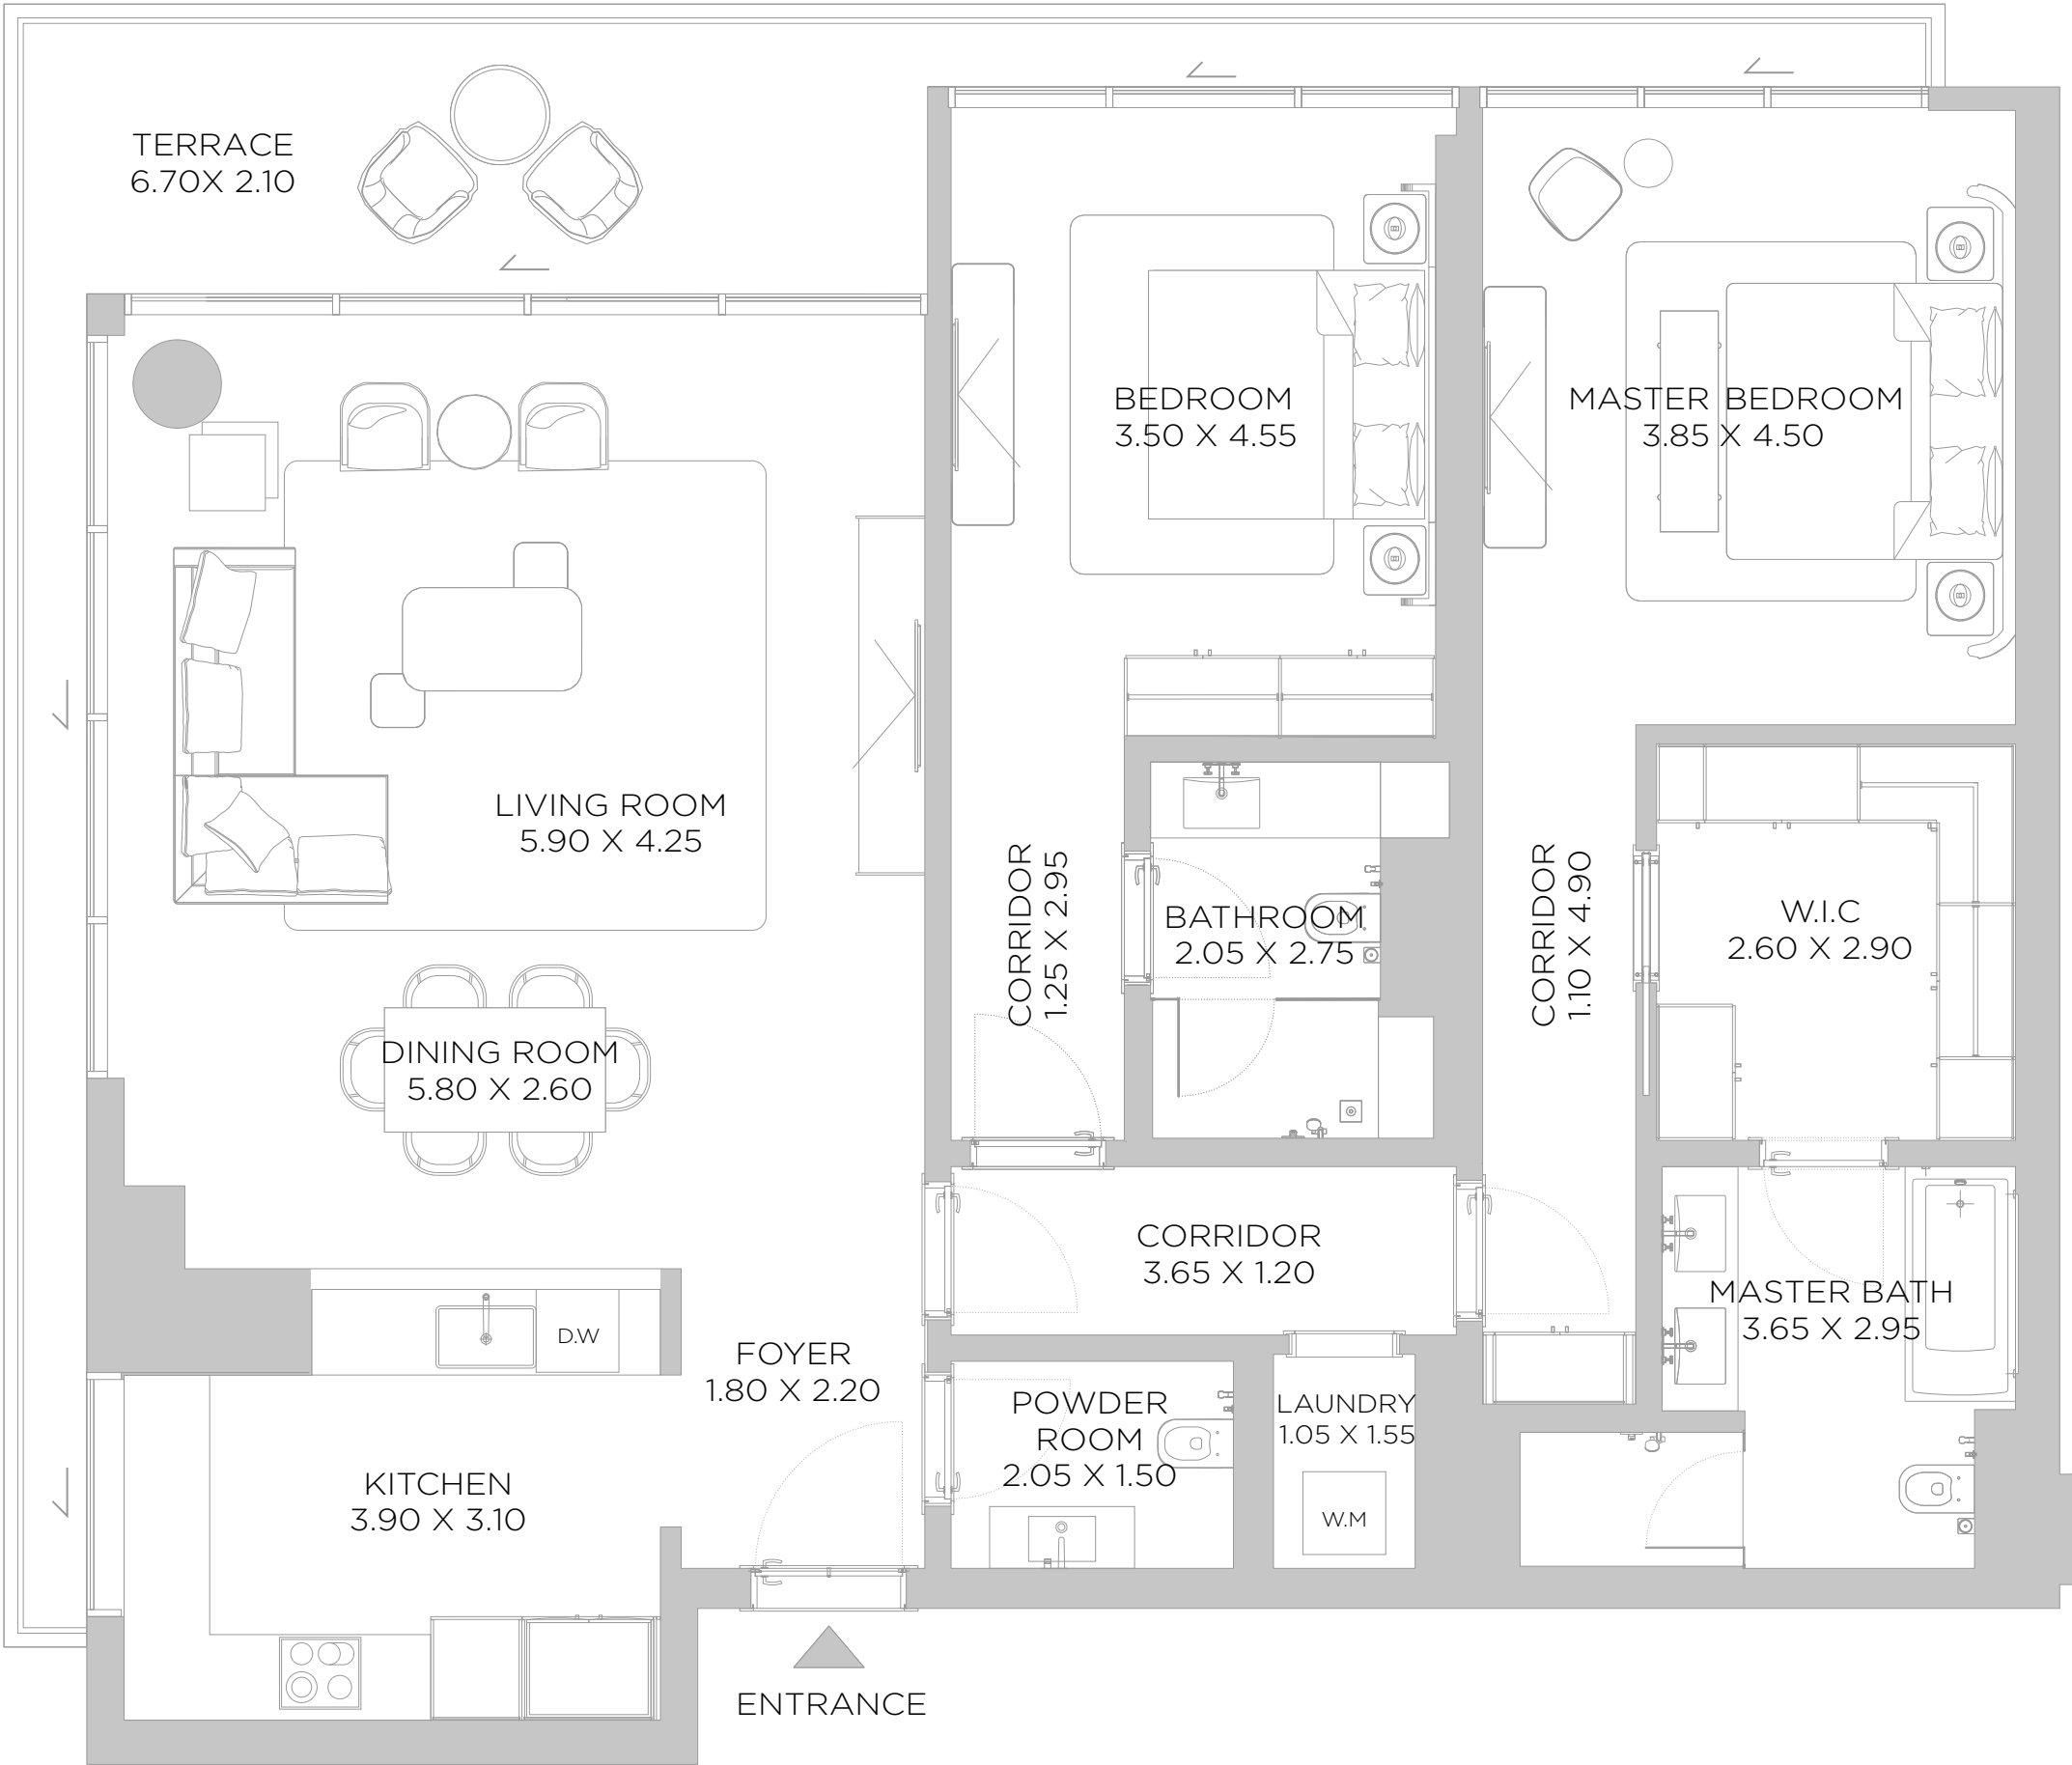 TERRACE
6.70X 2.10
BEDROOM
3.50 X 4.55
MASTER BEDROOM
3.85 X 4.50
LIVING ROOM
5.90 X 4.25
CORRIDOR
1.25 X 2.95
BATHROOM
2.05 X 2.75
CORRIDOR
1.10 X 4.90
W.I.C
2.60 X 2.90
DINING ROOM
5.80 X 2.60
CORRIDOR
3.65 X 1.20
MASTER BATH
3.65 X 2.95
D.W
FOYER
1.80 X 2.20
POWDER
ROOM
2.05 X 1.50
LAUNDRY
1.05 X 1.55
KITCHEN
3.90 X 3.10
W.M
ENTRANCE